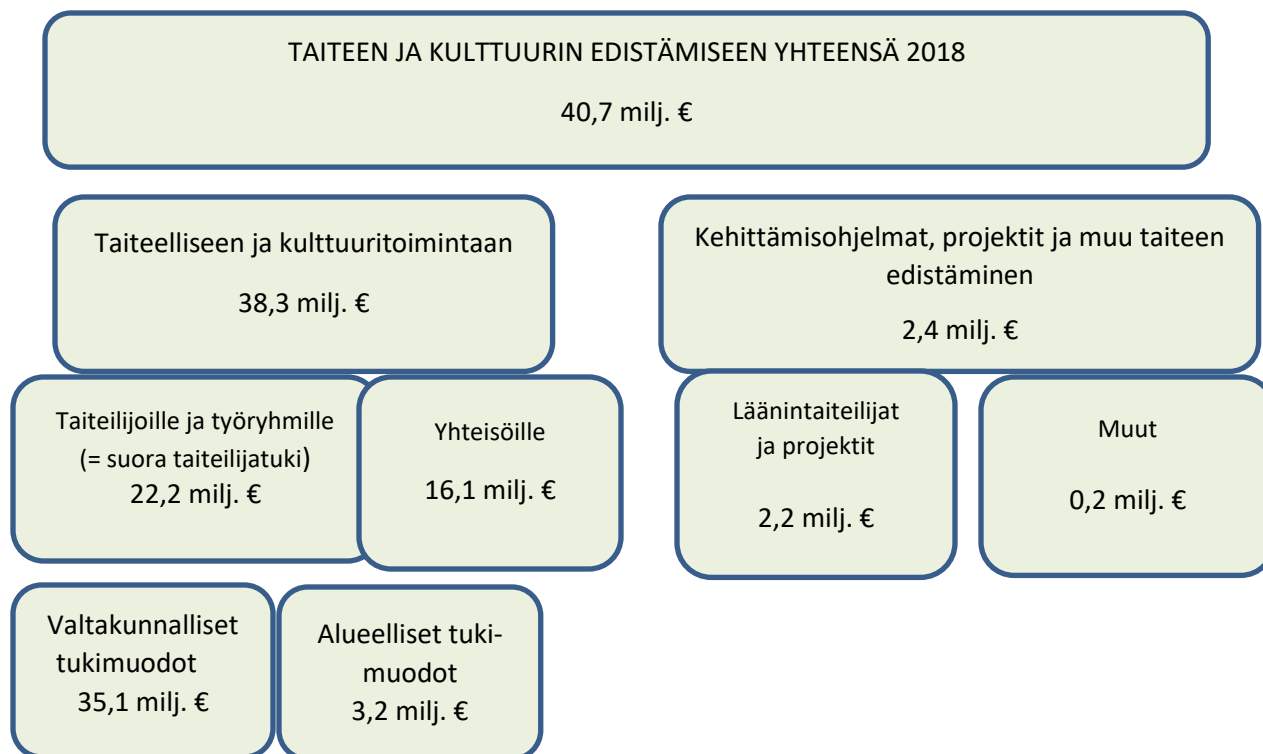 TAITEEN JA KULTTUURIN EDISTÄMISEEN YHTEENSÄ 2018
40,7 milj. €
Taiteelliseen ja kulttuuritoimintaan
38,3 milj. €
Kehittämisohjelmat, projektit ja muu taiteen
edistäminen
2,4 milj. €
Taiteilijoille ja työryhmille
(= suora taiteilijatuki)
22,2 milj. €
Yhteisöille
16,1 milj. €
Läänintaiteilijat
ja projektit
2,2 milj. €
Muut
0,2 milj. €
Valtakunnalliset
tukimuodot
35,1 milj. €
Alueelliset tuki-
muodot
3,2 milj. €